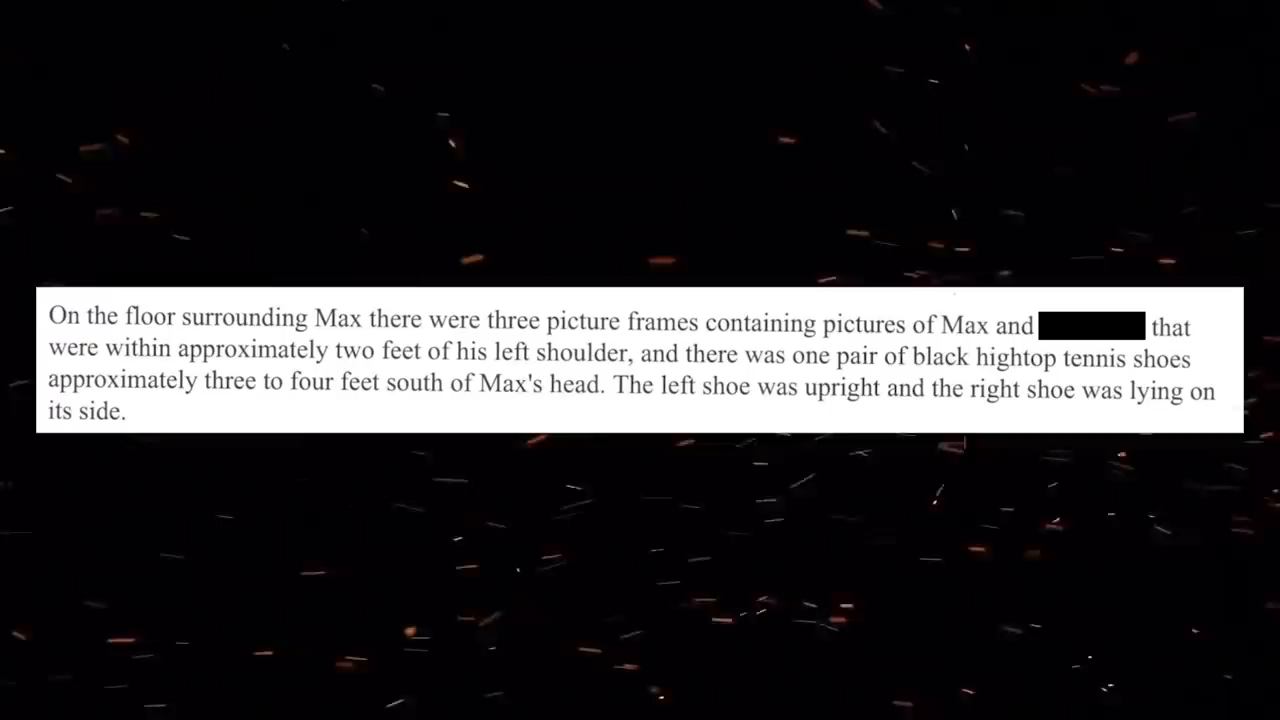 On the floor surrounding Max there were three picture frames containing pictures of Max and that
were within approximately two feet of his left shoulder, and there was one pair of black hightop tennis shoes
approximately three to four feet south of Max's head. The left shoe was upright and the right shoe was lying on
its side.